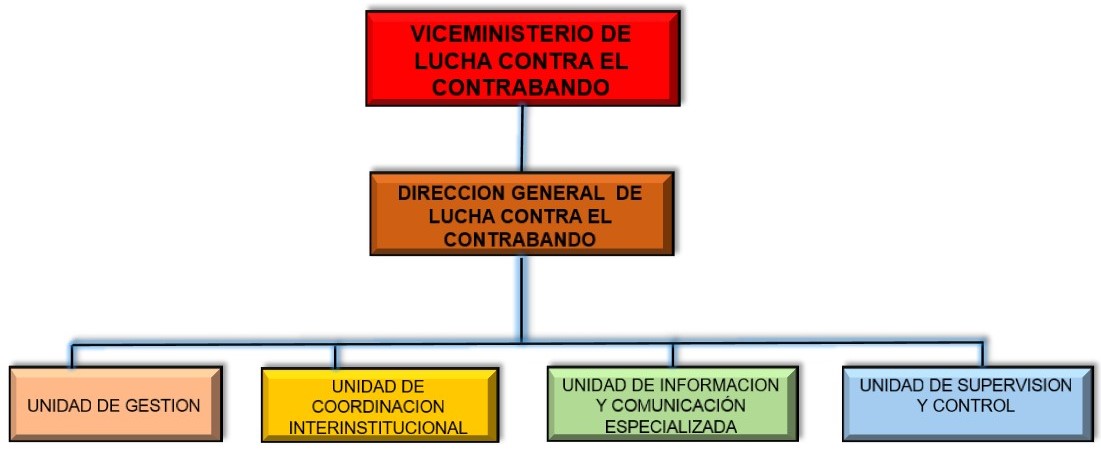 VICEMINISTERIO DE
LUCHA CONTRA EL
CONTRABANDO
DIRECCION GENERAL DE
LUCHA CONTRA EL
CONTRABANDO
UNIDAD DE GESTION
UNIDAD DE
COORDINACION
INTERINSTITUCIONAL
UNIDAD DE INFORMACION
Y COMUNICACIÓN
ESPECIALIZADA
UNIDAD DE SUPERVISION
Y CONTROL